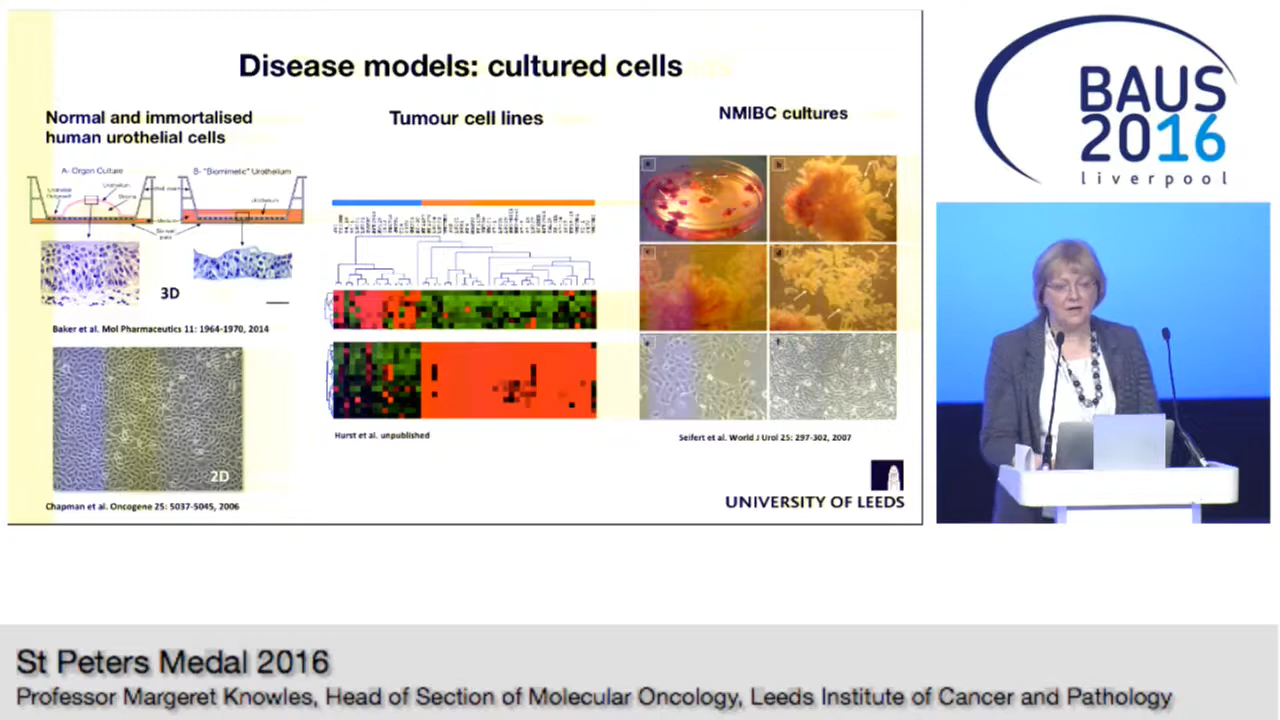 Disease models: cultured cells
Normal and immortalised
human urothelial cells
A- Organ Culture
B- "Biomimetic" Urothelium
Urothelium
Stroma
urothelium
3D
Baker et al. Mol Pharmaceutics 11: 1964-1970, 2014
2D
Chapman et al. Oncogene 25: 5037-5045, 2006
Tumour cell lines
Hurst et al. unpublished
NMIBC cultures
a
b
c
d
e
f
Seifert et al. World J Urol 25: 297-302, 2007
UNIVERSITY OF LEEDS
BAUS
2016
liverpool
St Peters Medal 2016
Professor Margeret Knowles, Head of Section of Molecular Oncology, Leeds Institute of Cancer and Pathology